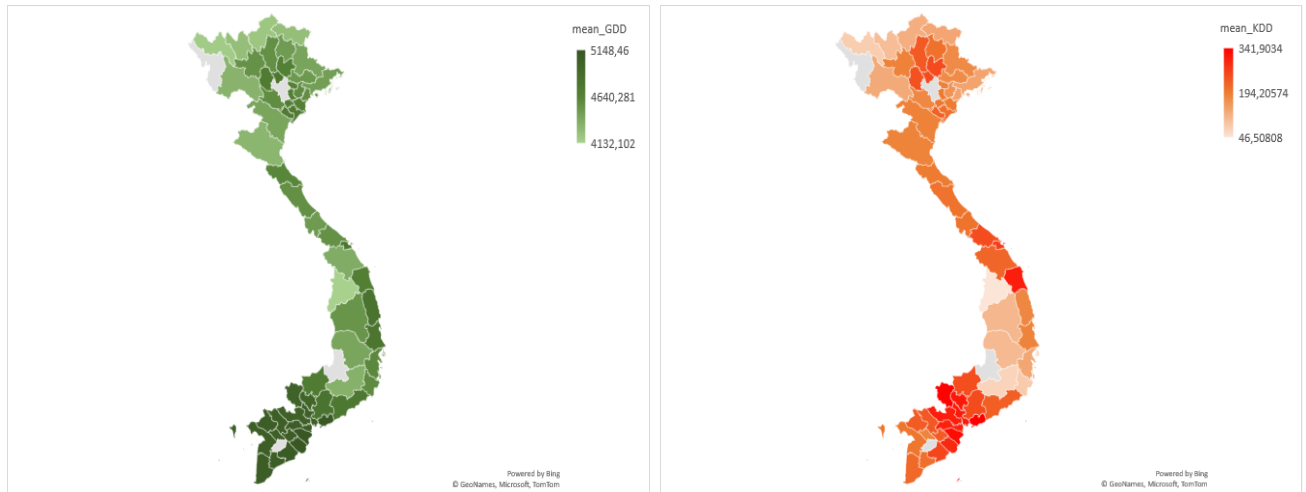 mean_GDD
5148,46
4640,281
4132,102
Powered by Bing
© GeoNames, Microsoft, TomTom
mean_KDD
341,9034
194,20574
46,50808
Powered by Bing
© GeoNames, Microsoft, TomTom